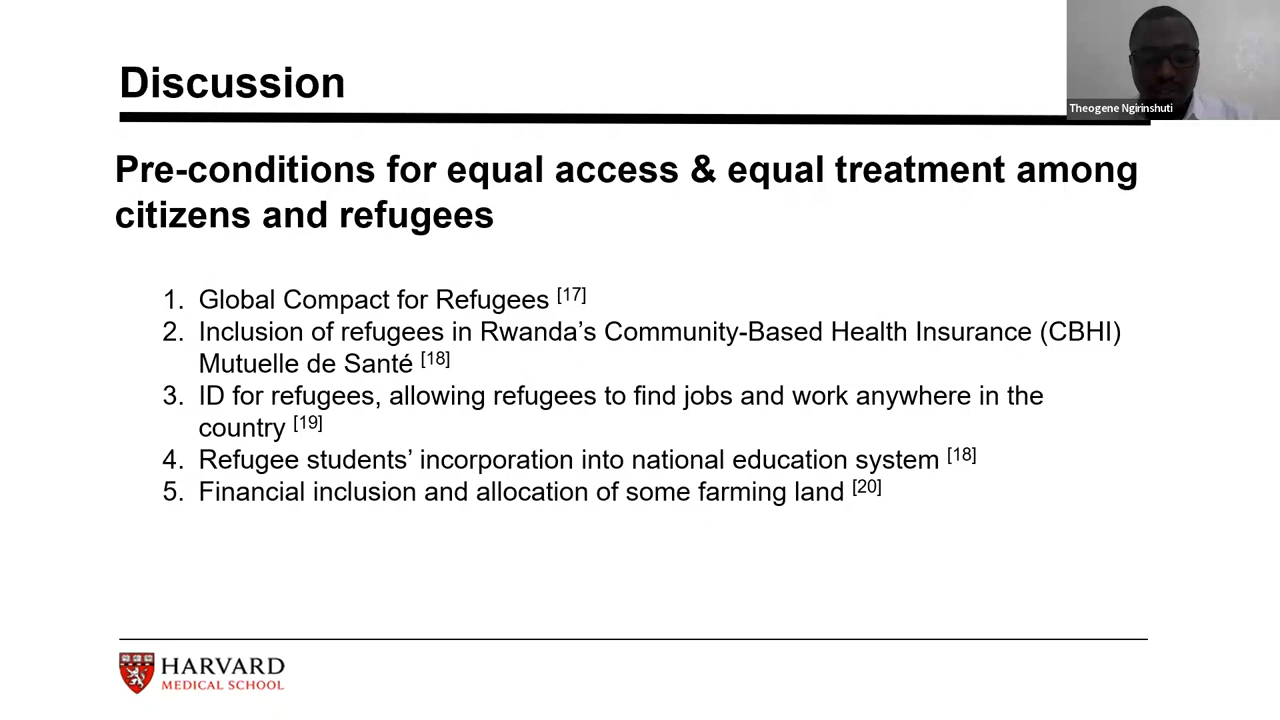 Discussion
Theogene Ngirinshuti
Pre-conditions for equal access & equal treatment among
citizens and refugees
1. Global Compact for Refugees [17]
2. Inclusion of refugees in Rwanda’s Community-Based Health Insurance (CBHI)
Mutuelle de Santé [18]
3. ID for refugees, allowing refugees to find jobs and work anywhere in the
country [19]
4. Refugee students’ incorporation into national education system [18]
5. Financial inclusion and allocation of some farming land [20]
HARVARD
MEDICAL SCHOOL